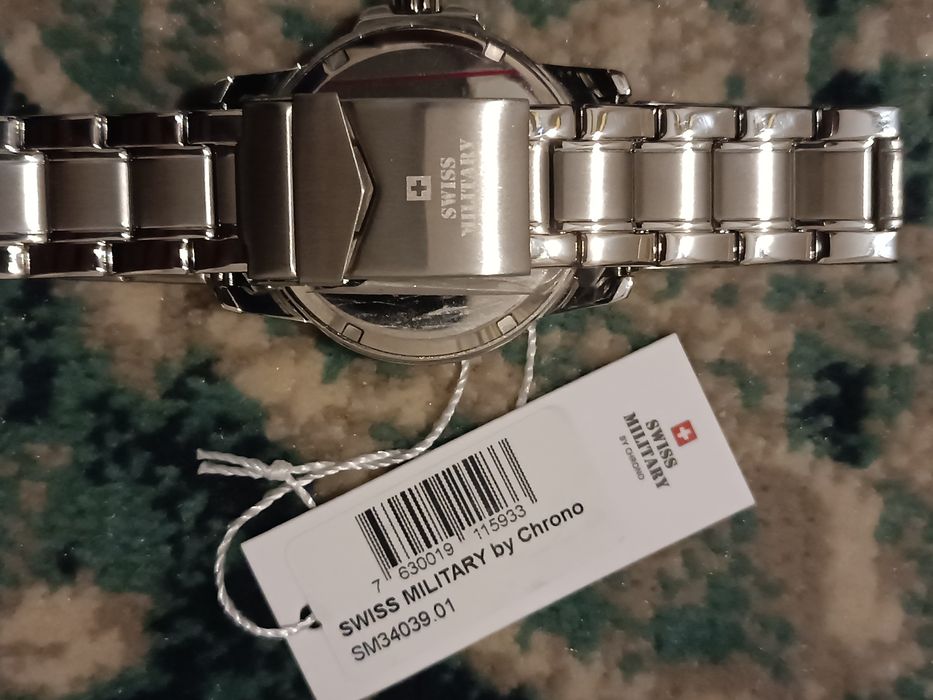 SWISS
MILITARY
SWISS
MILITARY
BY CHRONO
7 630019 115933
SWISS MILITARY by Chrono
SM34039.01